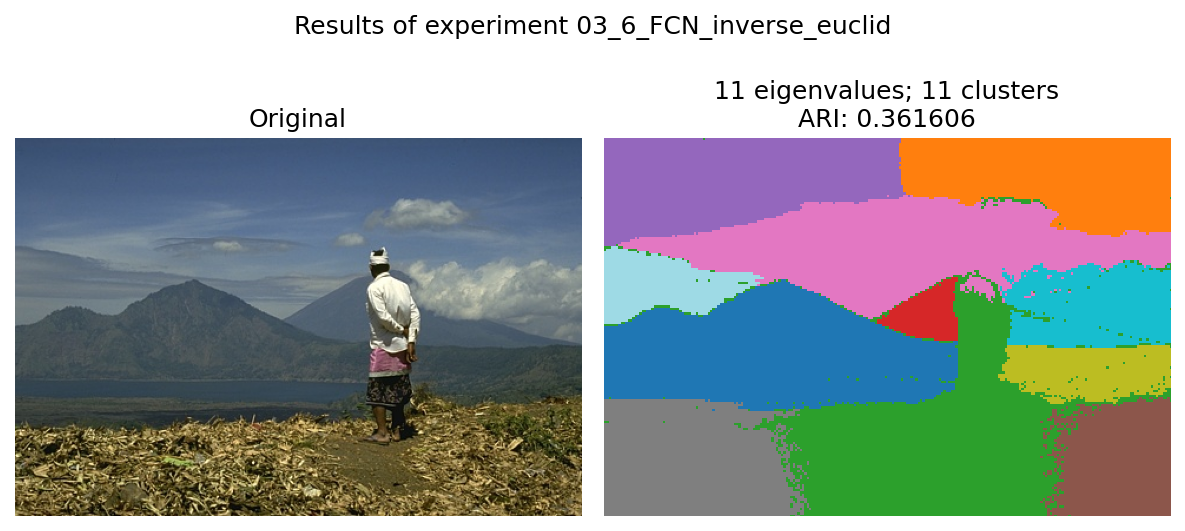 Results of experiment 03_6_FCN_inverse_euclid
Original
11 eigenvalues; 11 clusters
ARI: 0.361606